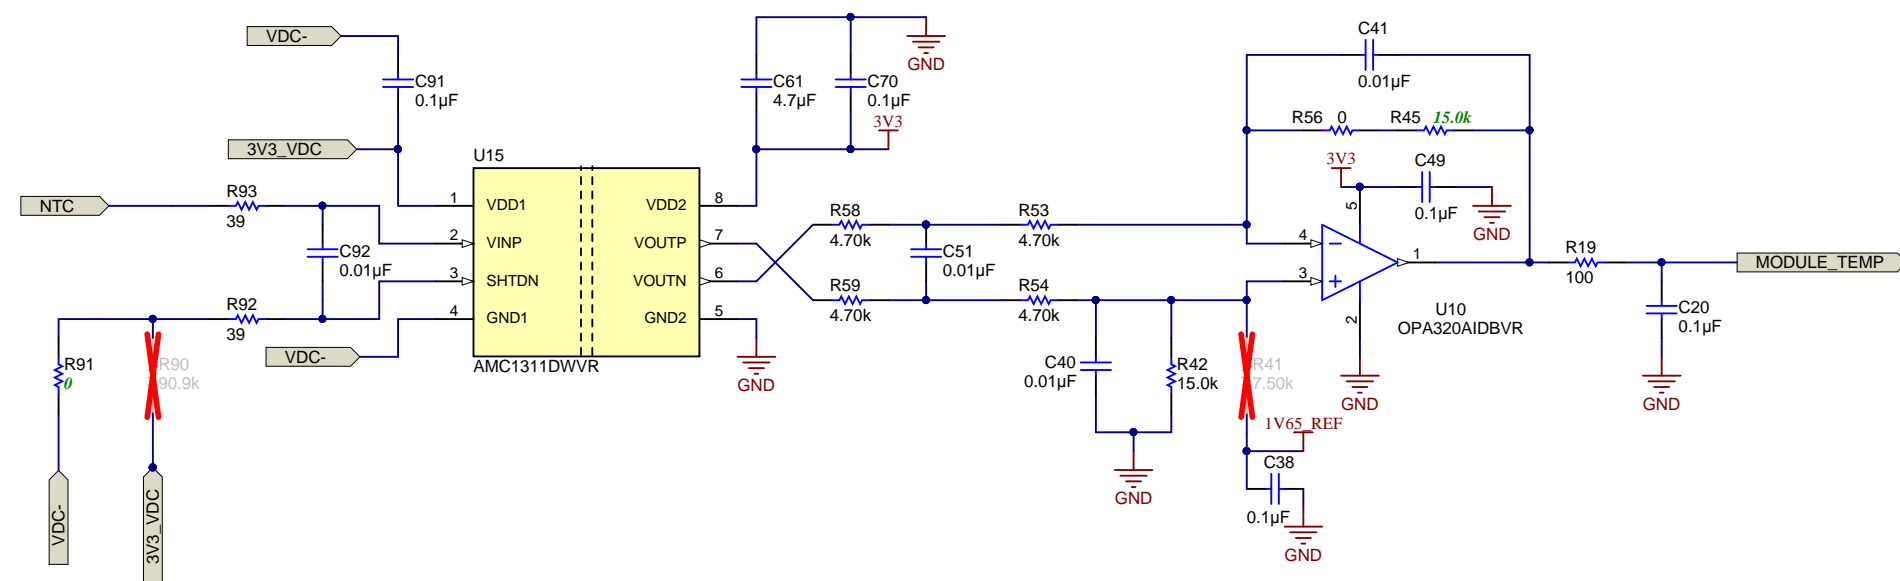 VDC-
C91
0.1µF
3V3_VDC
NTC
R93
39
C92
0.01µF
R92
39
VDC-
R91
0
R90
90.9k
VDC-
3V3_VDC
U15
1
VDD1
2
VINP
3
SHTDN
4
GND1
VDD2
8
VOUTP
7
VOUTN
6
GND2
5
AMC1311DWVR
C61
4.7µF
C70
0.1µF
GND
3V3
GND
R58
4.70k
R59
4.70k
C51
0.01µF
R53
4.70k
R54
4.70k
C40
0.01µF
R42
15.0k
GND
R41
7.50k
1V65_REF
C38
0.1µF
GND
C41
0.01µF
R56 0
R45 15.0k
3V3
C49
0.1µF
GND
5
4
3
1
2
U10
OPA320AIDBVR
GND
R19
100
C20
0.1µF
GND
MODULE_TEMP